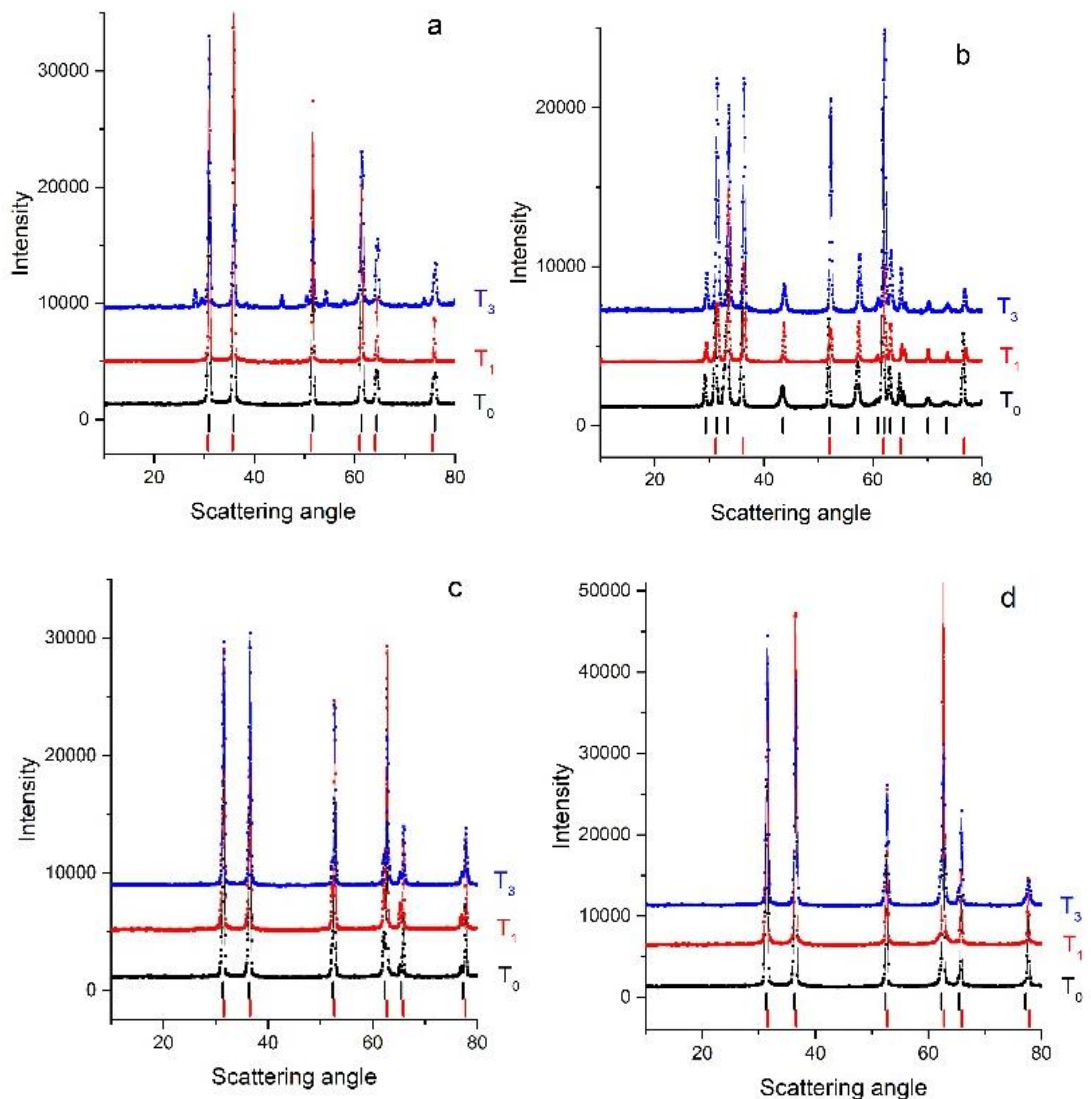 a
30000
20000
10000
0
Intensity
T3
T1
T0
20 40 60 80
Scattering angle
b
20000
10000
0
Intensity
T3
T1
T0
20 40 60 80
Scattering angle
c
30000
20000
10000
0
Intensity
T3
T1
T0
20 40 60 80
Scattering angle
d
50000
40000
30000
20000
10000
0
Intensity
T3
T1
T0
20 40 60 80
Scattering angle